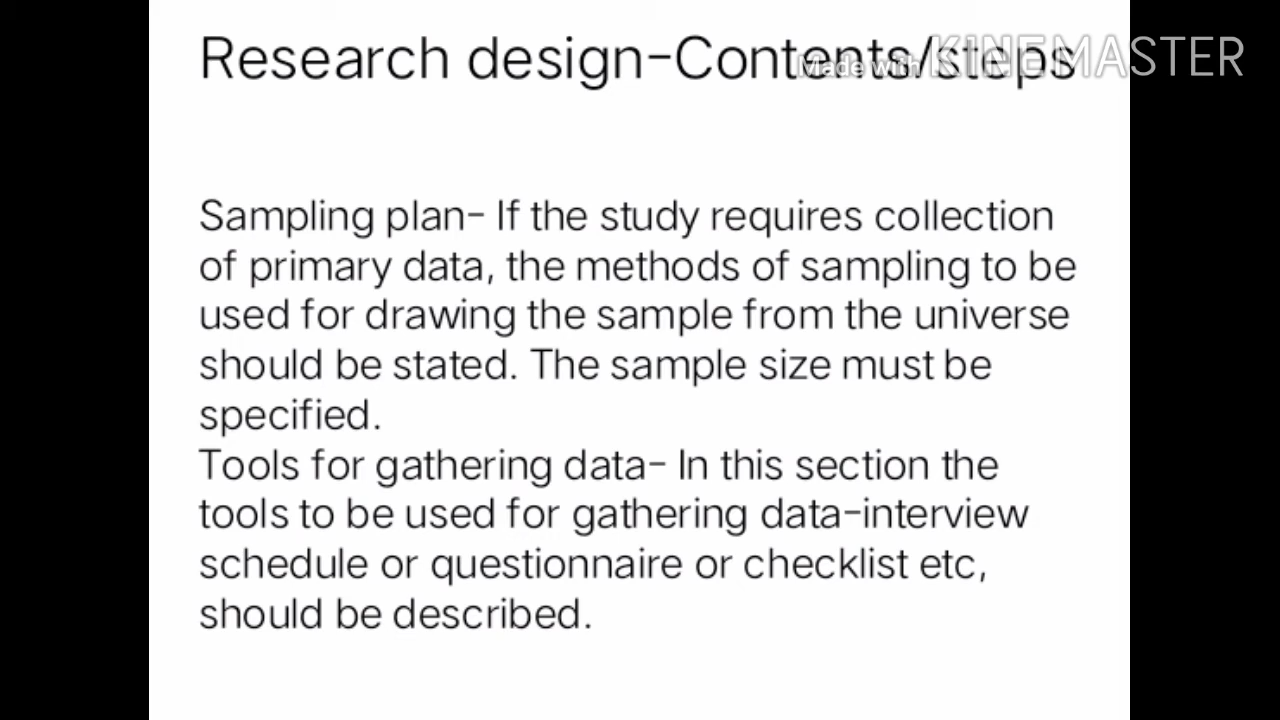 Research design-Contents/steps
Made with KINEMASTER
Sampling plan- If the study requires collection
of primary data, the methods of sampling to be
used for drawing the sample from the universe
should be stated. The sample size must be
specified.
Tools for gathering data- In this section the
tools to be used for gathering data-interview
schedule or questionnaire or checklist etc,
should be described.